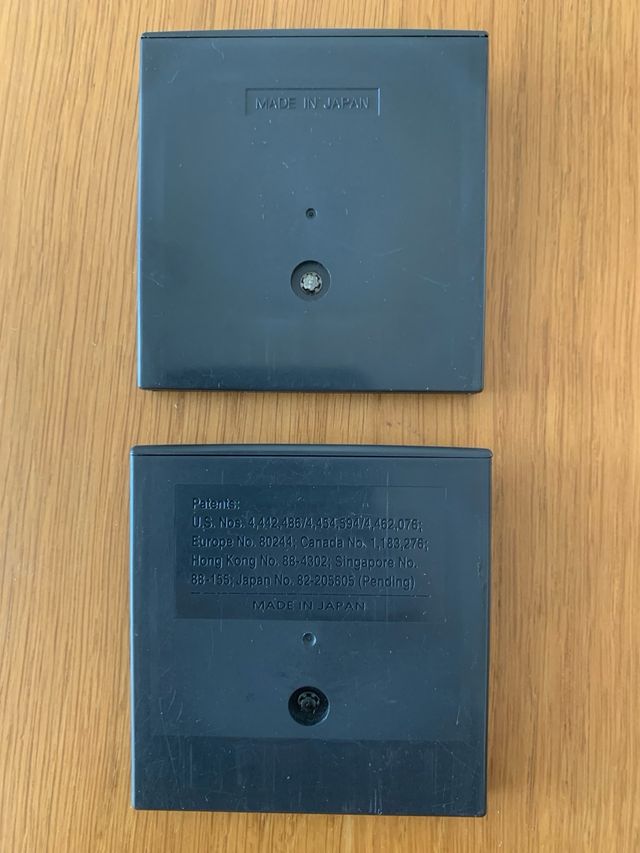 MADE IN JAPAN
Patents:
U.S. Nos. 4,442,486/4,454,594/4,462,076;
Europe No. 80244; Canada No. 1,183,276;
Hong Kong No. 88-4302; Singapore No.
88-155; Japan No. 82-205605 (Pending)
MADE IN JAPAN